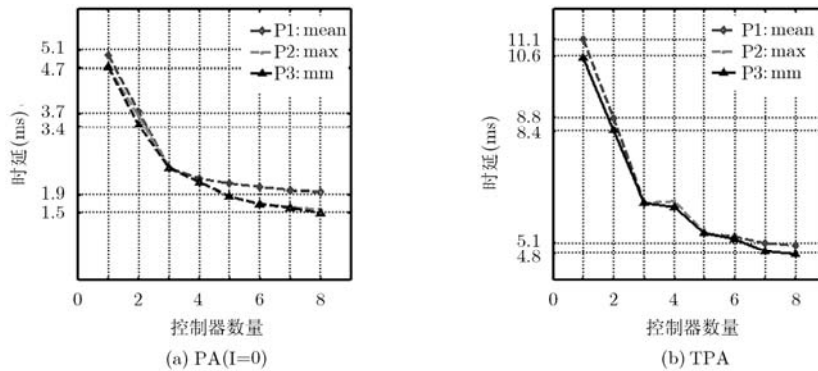 5.1
4.7
3.7
3.4
1.9
1.5
时延(ms)
P1: mean
P2: max
P3: mm
0 2 4 6 8
控制器数量
(a) PA(I=0)
11.1
10.6
8.8
8.4
5.1
4.8
时延(ms)
P1: mean
P2: max
P3: mm
0 2 4 6 8
控制器数量
(b) TPA